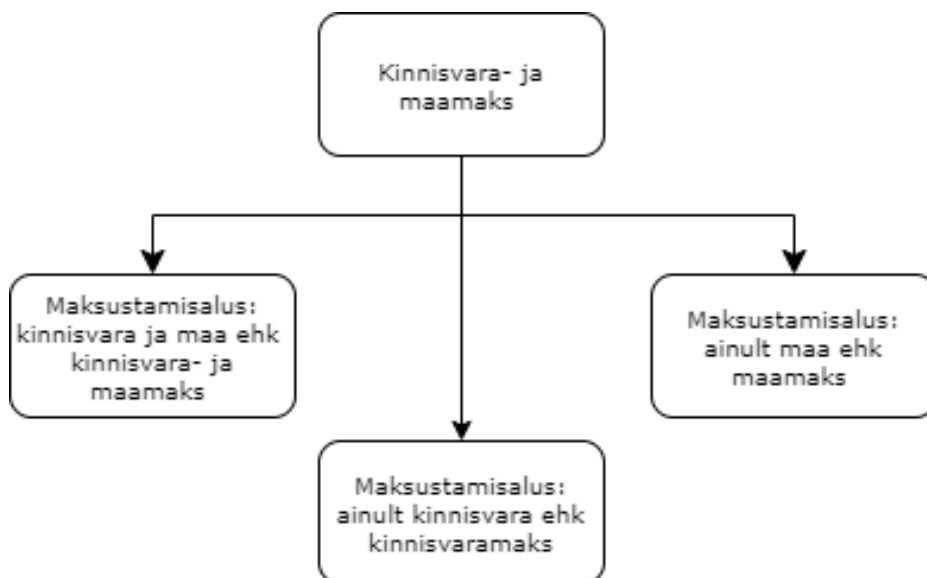 Kinnisvara- ja
maamaks
Maksustamisalus:
kinnisvara ja maa ehk
kinnisvara- ja
maamaks
Maksustamisalus:
ainult maa ehk
maamaks
Maksustamisalus:
ainult kinnisvara ehk
kinnisvaramaks